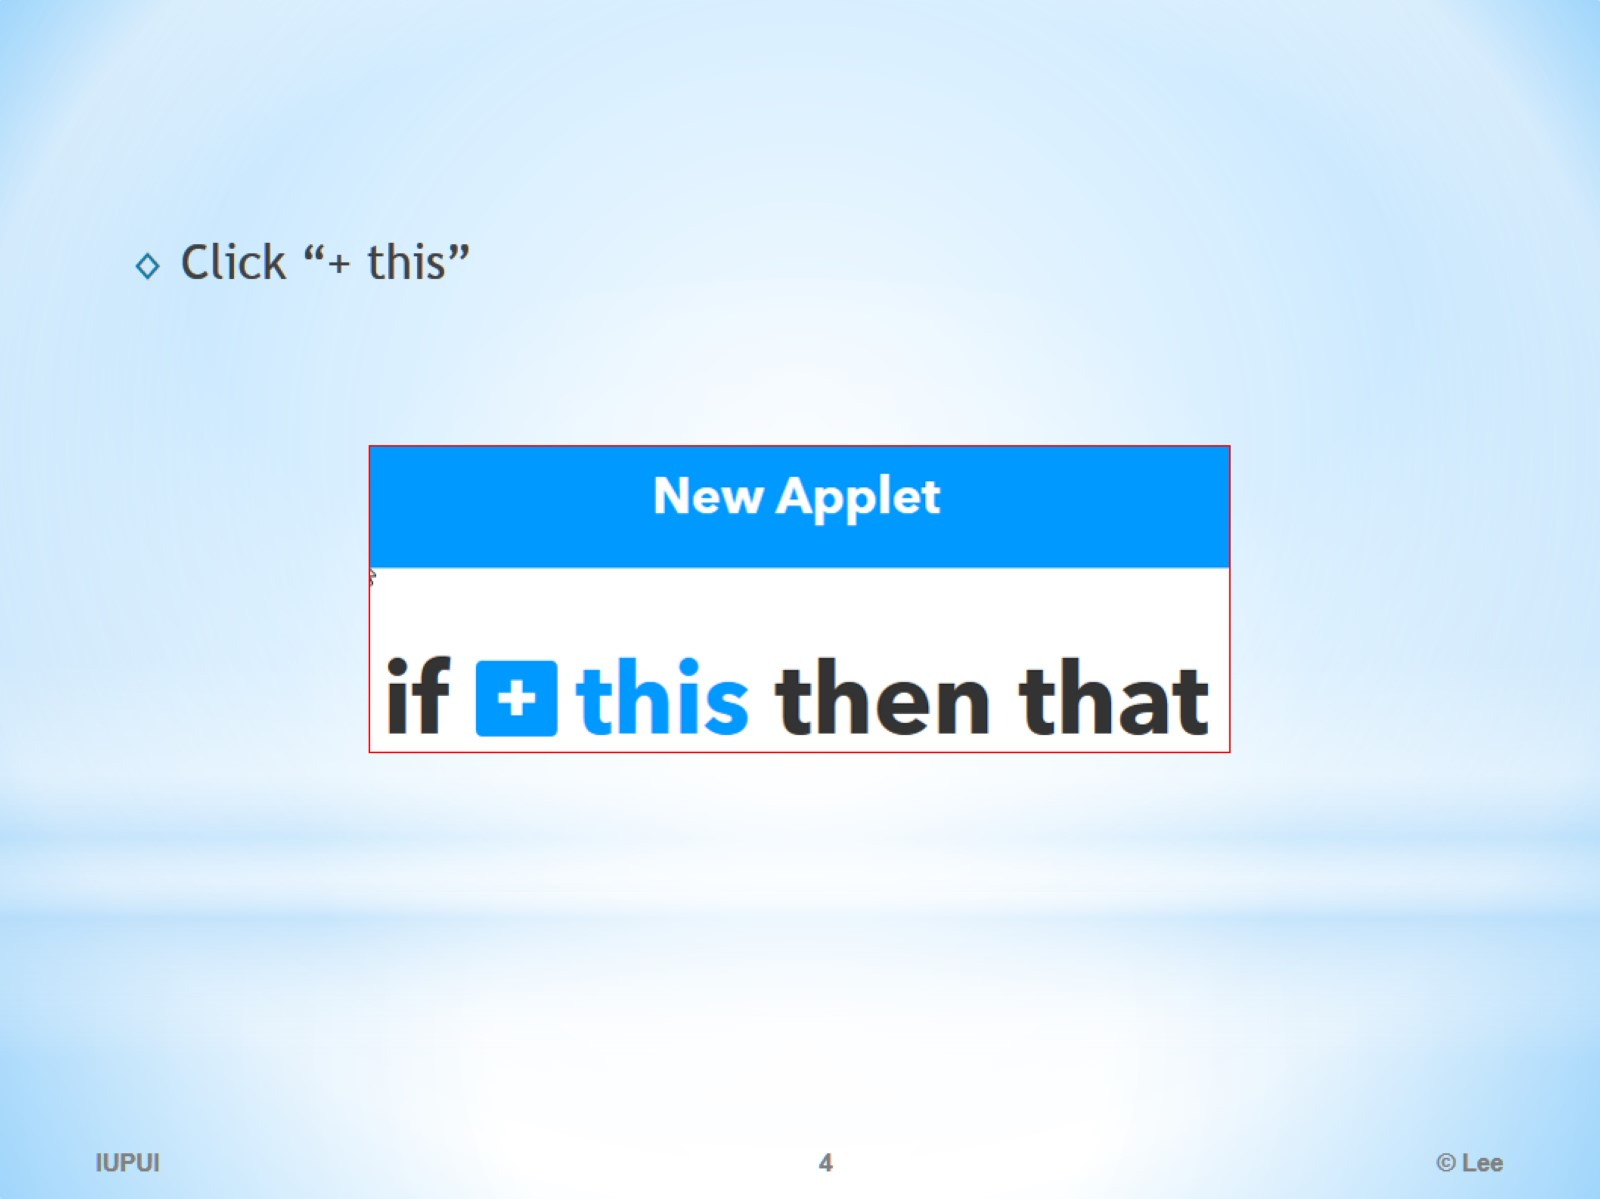 ◇ Click “+ this”
New Applet
if + this then that
IUPUI 4 © Lee